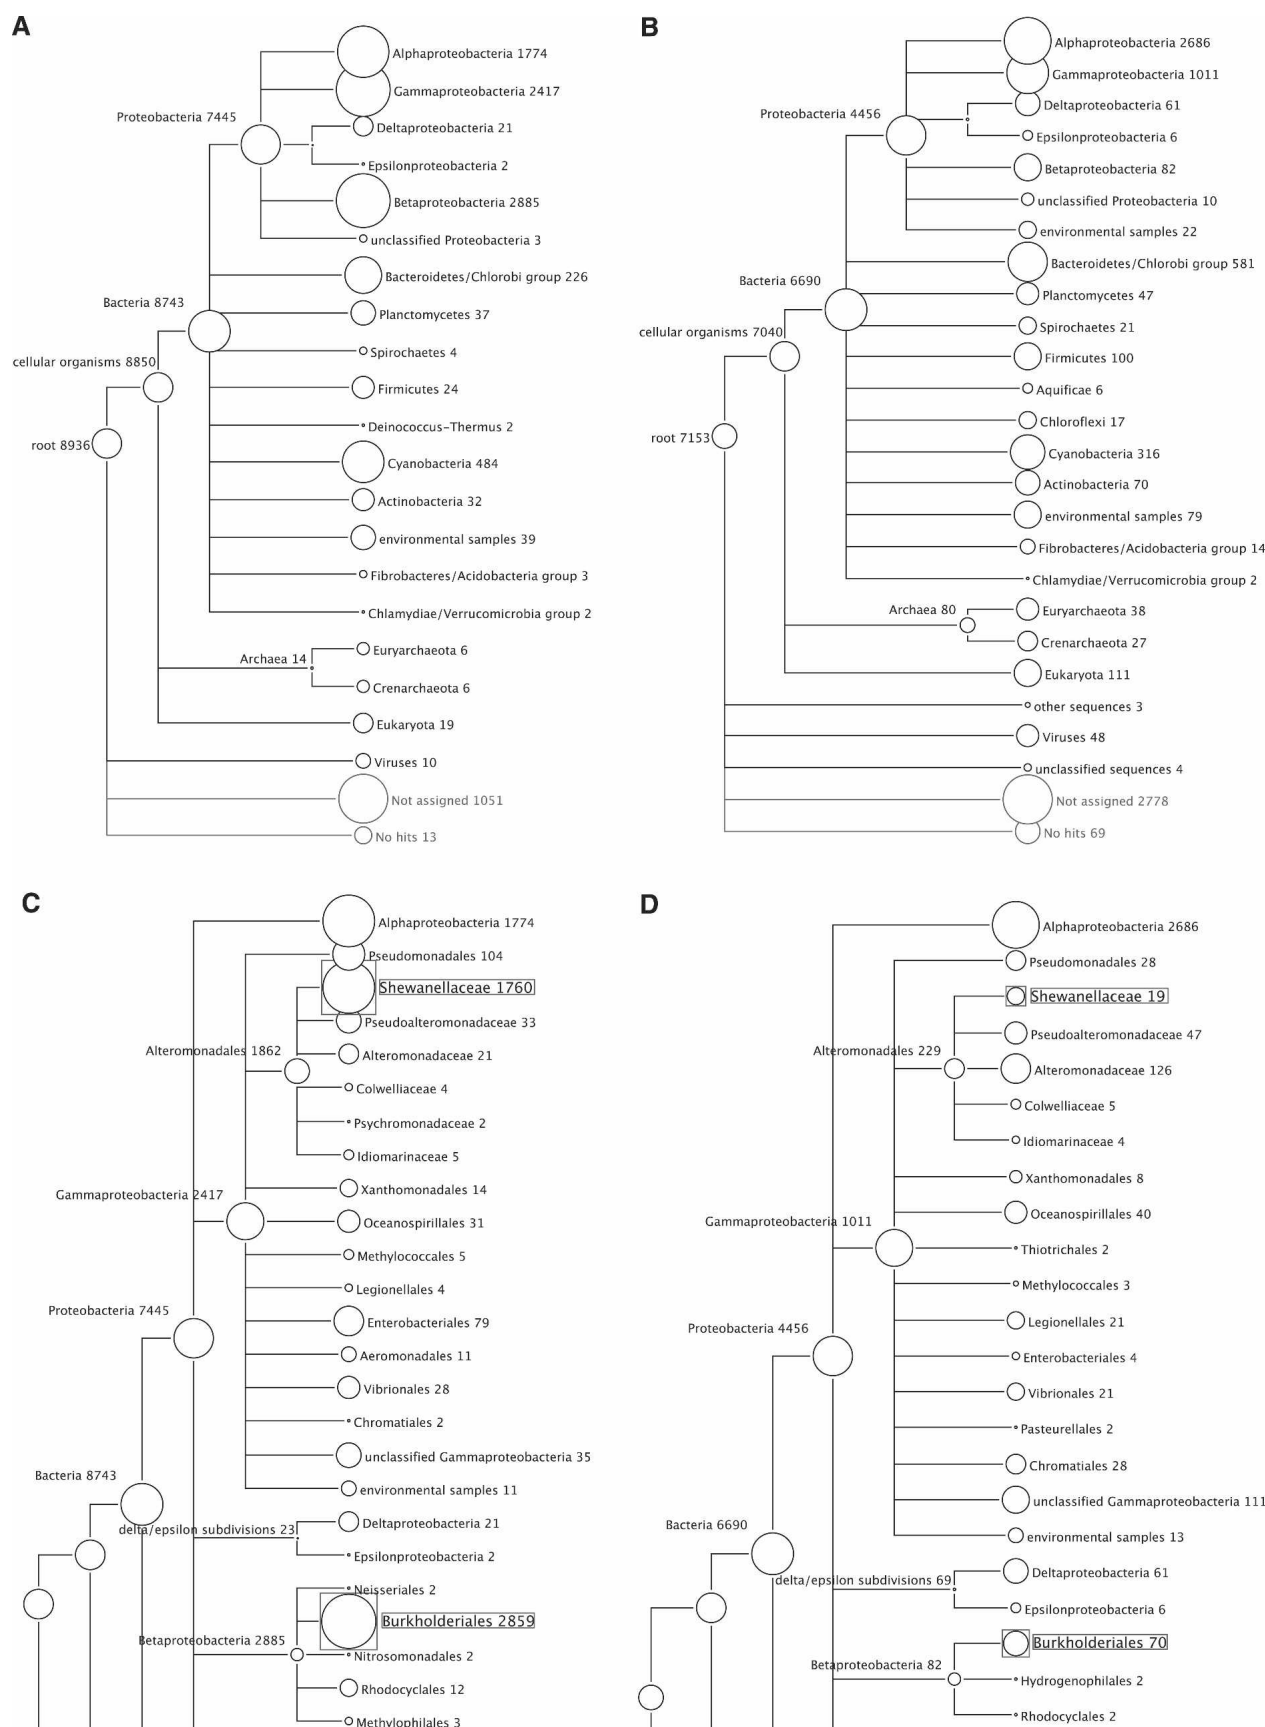 A
Alphaproteobacteria 1774
Gammaproteobacteria 2417
Proteobacteria 7445
Deltaproteobacteria 21
Epsilonproteobacteria 2
Betaproteobacteria 2885
unclassified Proteobacteria 3
Bacteroidetes/Chlorobi group 226
Bacteria 8743
Planctomycetes 37
Spirochaetes 4
cellular organisms 8850
Firmicutes 24
Deinococcus-Thermus 2
root 8936
Cyanobacteria 484
Actinobacteria 32
environmental samples 39
Fibrobacteres/Acidobacteria group 3
Chlamydiae/Verrucomicrobia group 2
Euryarchaeota 6
Archaea 14
Crenarchaeota 6
Eukaryota 19
Viruses 10
Not assigned 1051
No hits 13
B
Alphaproteobacteria 2686
Gammaproteobacteria 1011
Deltaproteobacteria 61
Proteobacteria 4456
Epsilonproteobacteria 6
Betaproteobacteria 82
unclassified Proteobacteria 10
environmental samples 22
Bacteroidetes/Chlorobi group 581
Bacteria 6690
Planctomycetes 47
Spirochaetes 21
cellular organisms 7040
Firmicutes 100
Aquificae 6
Chloroflexi 17
root 7153
Cyanobacteria 316
Actinobacteria 70
environmental samples 79
Fibrobacteres/Acidobacteria group 14
Chlamydiae/Verrucomicrobia group 2
Archaea 80
Euryarchaeota 38
Crenarchaeota 27
Eukaryota 111
other sequences 3
Viruses 48
unclassified sequences 4
Not assigned 2778
No hits 69
C
Alphaproteobacteria 1774
Pseudomonadales 104
Shewanellaceae 1760
Pseudoalteromonadaceae 33
Alteromonadales 1862
Alteromonadaceae 21
Colwelliaceae 4
Psychromonadaceae 2
Idiomarinaceae 5
Xanthomonadales 14
Gammaproteobacteria 2417
Oceanospirillales 31
Methylococcales 5
Legionellales 4
Proteobacteria 7445
Enterobacteriales 79
Aeromonadales 11
Vibrionales 28
Chromatiales 2
unclassified Gammaproteobacteria 35
Bacteria 8743
environmental samples 11
Deltaproteobacteria 21
delta/epsilon subdivisions 23
Epsilonproteobacteria 2
Neisseriales 2
Burkholderiales 2859
Betaproteobacteria 2885
Nitrosomonadales 2
Rhodocyclales 12
Methylophilales 3
D
Alphaproteobacteria 2686
Pseudomonadales 28
Shewanellaceae 19
Pseudoalteromonadaceae 47
Alteromonadales 229
Alteromonadaceae 126
Colwelliaceae 5
Idiomarinaceae 4
Xanthomonadales 8
Oceanospirillales 40
Gammaproteobacteria 1011
Thiotrichales 2
Methylococcales 3
Legionellales 21
Proteobacteria 4456
Enterobacteriales 4
Vibrionales 21
Pasteurellales 2
Chromatiales 28
unclassified Gammaproteobacteria 111
Bacteria 6690
environmental samples 13
Deltaproteobacteria 61
delta/epsilon subdivisions 69
Epsilonproteobacteria 6
Burkholderiales 70
Betaproteobacteria 82
Hydrogenophilales 2
Rhodocyclales 2